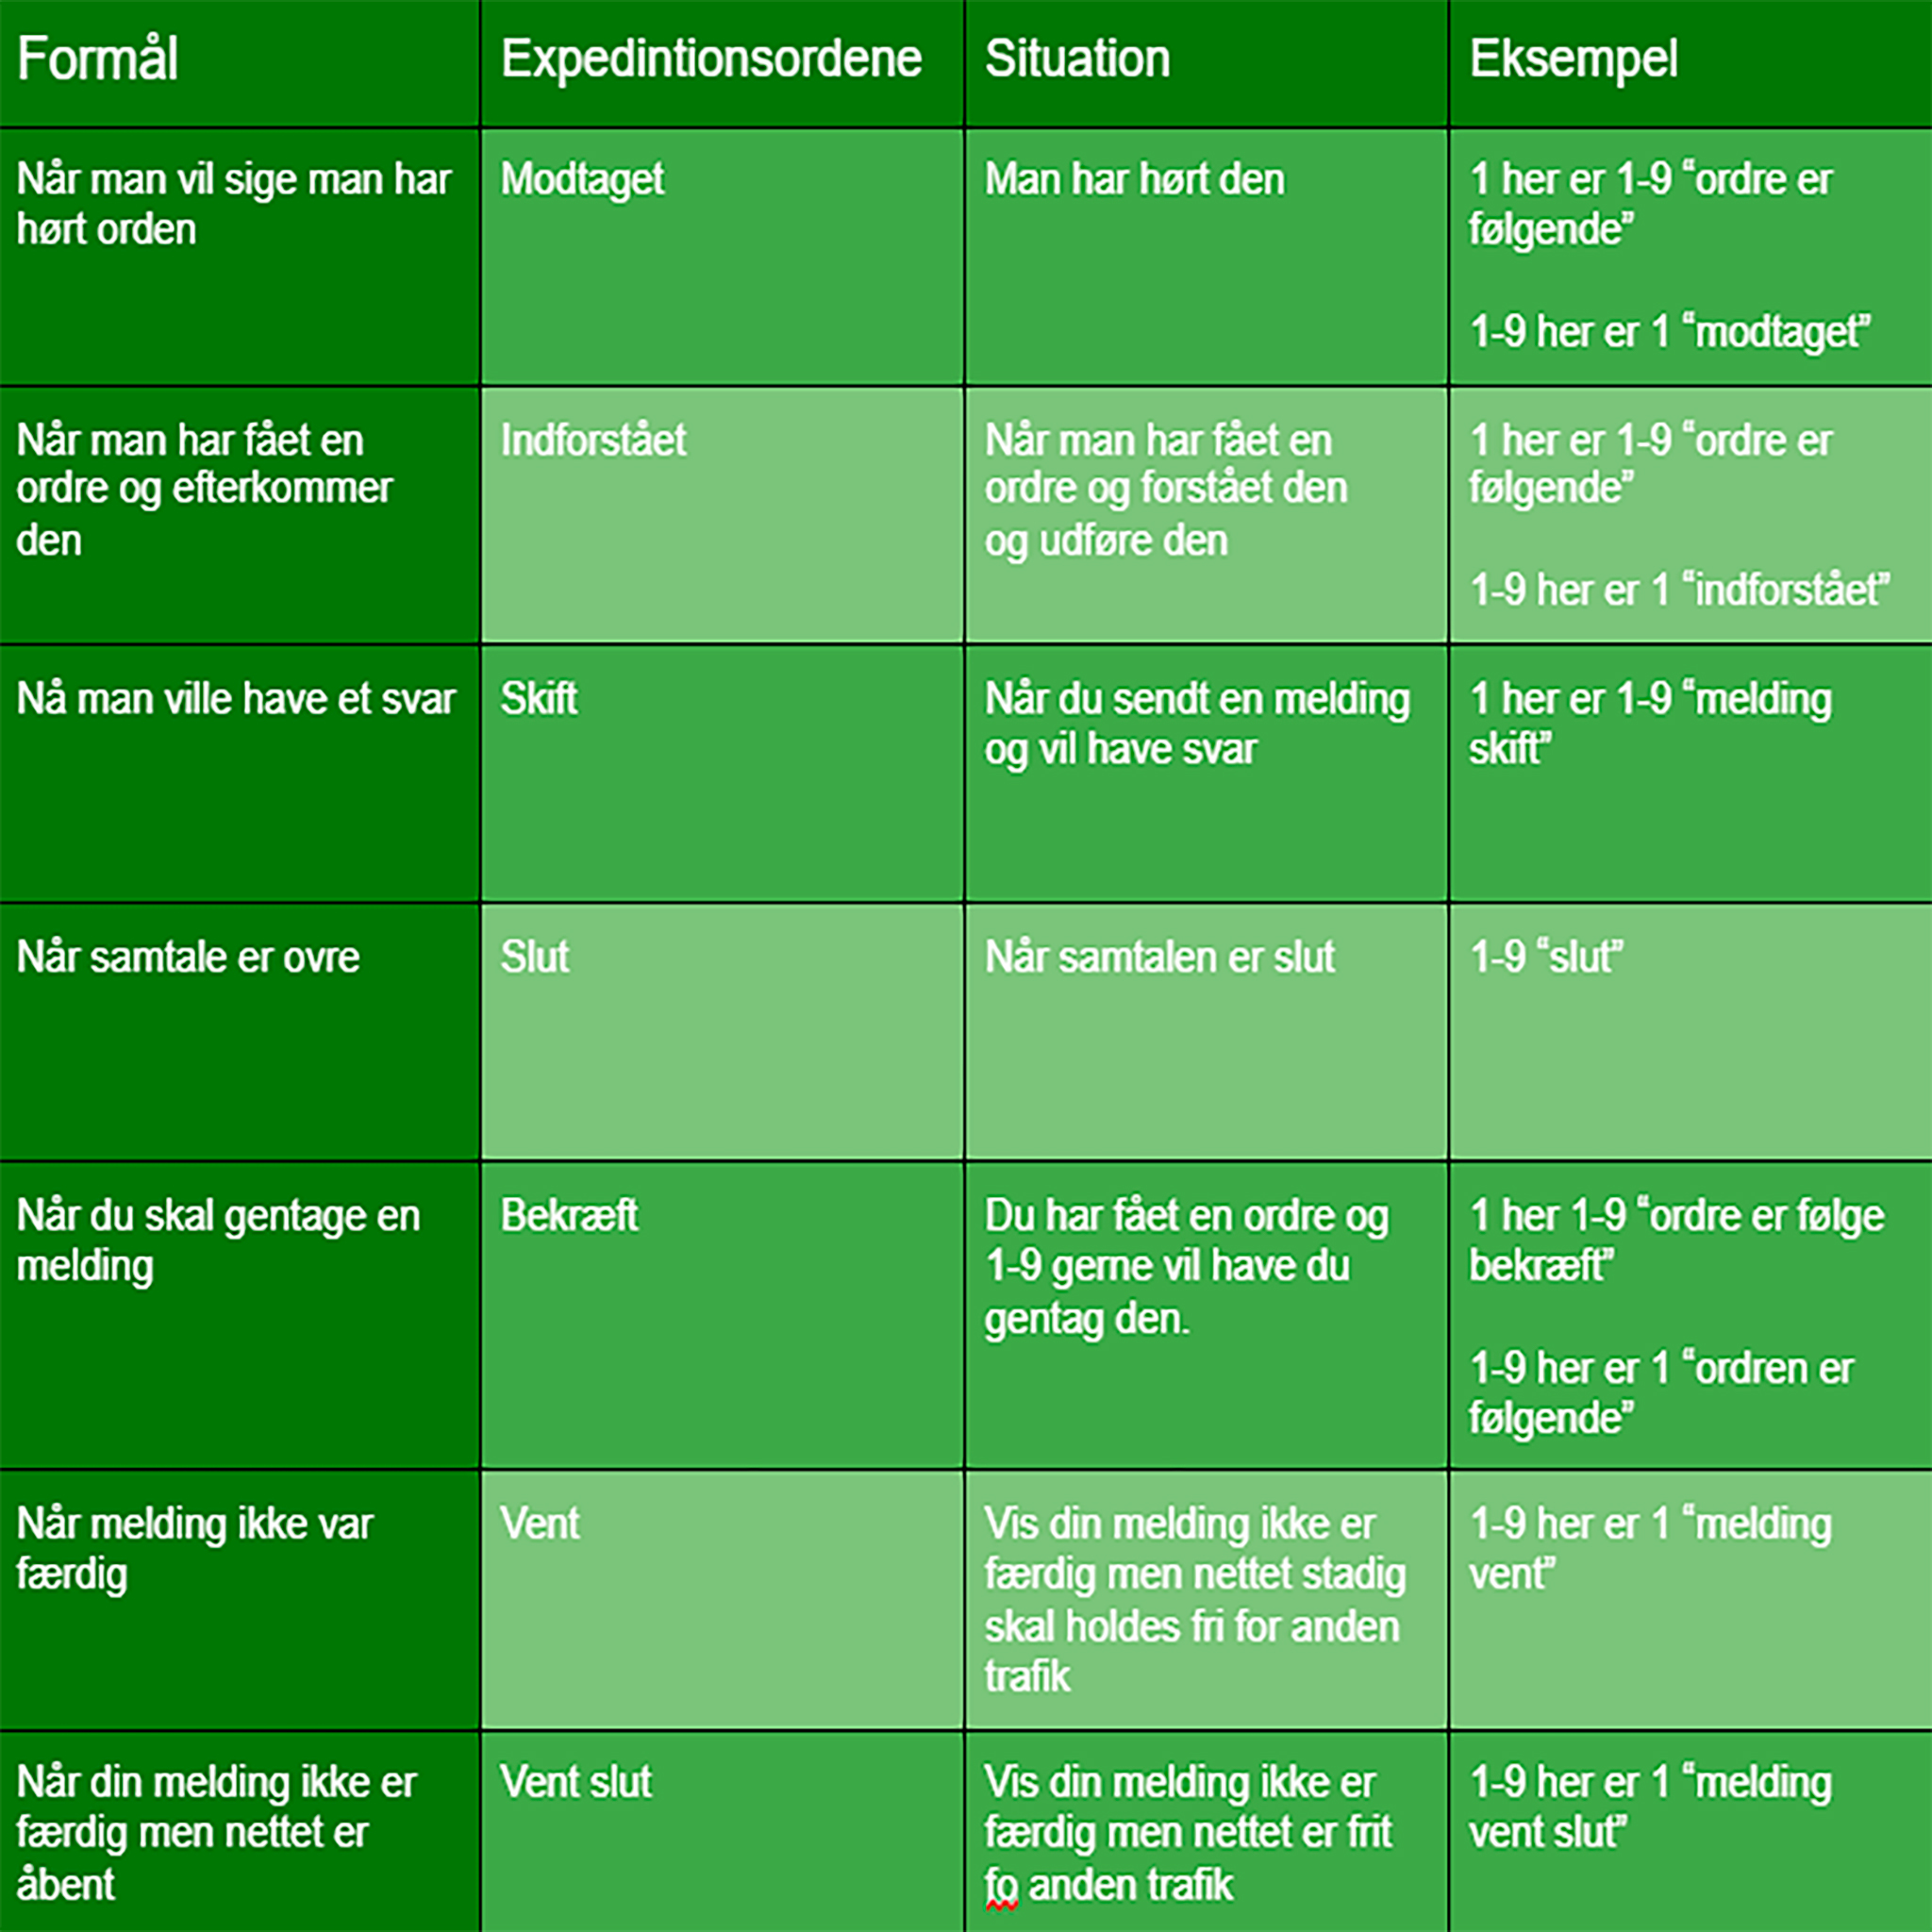 Formål
Expedintionsordene
Situation
Eksempel
Når man vil sige man har
hørt orden
Modtaget
Man har hørt den
1 her er 1-9 “ordre er
følgende”
1-9 her er 1 “modtaget”
Når man har fået en
ordre og efterkommer
den
Indforstået
Når man har fået en
ordre og forstået den
og udføre den
1 her er 1-9 “ordre er
følgende”
1-9 her er 1 “indforstået”
Nå man ville have et svar
Skift
Når du sendt en melding
og vil have svar
1 her er 1-9 “melding
skift”
Når samtale er ovre
Slut
Når samtalen er slut
1-9 “slut”
Når du skal gentage en
melding
Bekræft
Du har fået en ordre og
1-9 gerne vil have du
gentag den.
1 her 1-9 “ordre er følge
bekræft”
1-9 her er 1 “ordren er
følgende”
Når melding ikke var
færdig
Vent
Vis din melding ikke er
færdig men nettet stadig
skal holdes fri for anden
trafik
1-9 her er 1 “melding
vent”
Når din melding ikke er
færdig men nettet er
åbent
Vent slut
Vis din melding ikke er
færdig men nettet er frit
fo anden trafik
1-9 her er 1 “melding
vent slut”